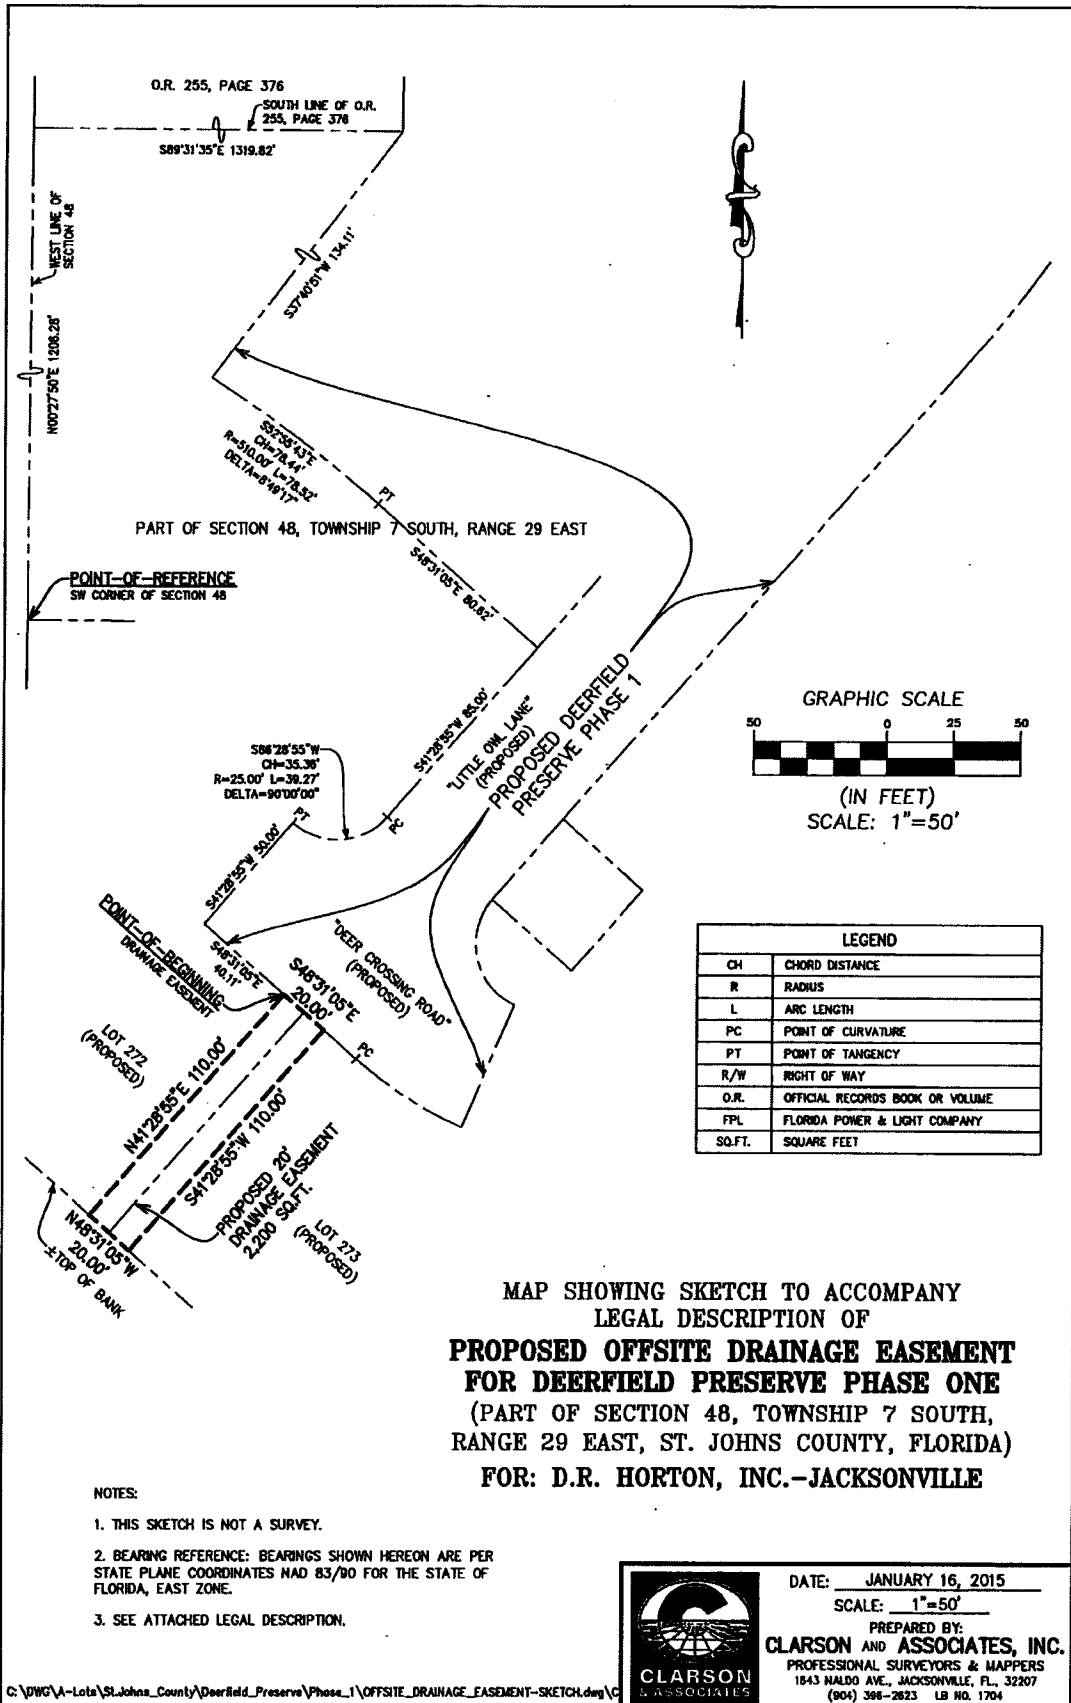 O.R. 255, PAGE 376
SOUTH LINE OF O.R.
255, PAGE 376
S89°31'35"E 1319.82'
WEST LINE OF
SECTION 48
N00°27'50"E 1206.28'
S37°40'51"W 134.11'
S52°55'43"E
CH=78.44'
R=510.00' L=78.52'
DELTA=8°49'17"
PT
PART OF SECTION 48, TOWNSHIP 7 SOUTH, RANGE 29 EAST
S48°31'05"E 80.62'
POINT-OF-REFERENCE
SW CORNER OF SECTION 48
S41°28'55"W 85.00'
"LITTLE OWL LANE"
(PROPOSED)
PROPOSED DEERFIELD
PRESERVE PHASE 1
GRAPHIC SCALE
50 0 25 50
(IN FEET)
SCALE: 1"=50'
S86°28'55"W
CH=35.36'
R=25.00' L=39.27'
DELTA=90°00'00"
PT
PC
S41°28'55"W 50.00'
POINT-OF-BEGINNING
DRAINAGE EASEMENT
S48°31'05"E
40.11'
S48°31'05"E
20.00'
"DEER CROSSING ROAD"
(PROPOSED)
PC
LOT 272
(PROPOSED)
N41°28'55"E 110.00'
S41°28'55"W 110.00'
PROPOSED 20'
DRAINAGE EASEMENT
2,200 SQ.FT.
LOT 273
(PROPOSED)
N48°31'05"W
20.00'
±TOP OF BANK
LEGEND
CH CHORD DISTANCE
R RADIUS
L ARC LENGTH
PC POINT OF CURVATURE
PT POINT OF TANGENCY
R/W RIGHT OF WAY
O.R. OFFICIAL RECORDS BOOK OR VOLUME
FPL FLORIDA POWER & LIGHT COMPANY
SQ.FT. SQUARE FEET
MAP SHOWING SKETCH TO ACCOMPANY
LEGAL DESCRIPTION OF
PROPOSED OFFSITE DRAINAGE EASEMENT
FOR DEERFIELD PRESERVE PHASE ONE
(PART OF SECTION 48, TOWNSHIP 7 SOUTH,
RANGE 29 EAST, ST. JOHNS COUNTY, FLORIDA)
FOR: D.R. HORTON, INC.-JACKSONVILLE
NOTES:
1. THIS SKETCH IS NOT A SURVEY.
2. BEARING REFERENCE: BEARINGS SHOWN HEREON ARE PER
STATE PLANE COORDINATES NAD 83/90 FOR THE STATE OF
FLORIDA, EAST ZONE.
3. SEE ATTACHED LEGAL DESCRIPTION.
CLARSON
& ASSOCIATES
DATE: JANUARY 16, 2015
SCALE: 1"=50'
PREPARED BY:
CLARSON AND ASSOCIATES, INC.
PROFESSIONAL SURVEYORS & MAPPERS
1643 NALDO AVE., JACKSONVILLE, FL., 32207
(904) 396-2623 LB NO. 1704
C:\DWG\A-Lots\St.Johns_County\Deerfield_Preserve\Phase_1\OFFSITE_DRAINAGE_EASEMENT-SKETCH.dwg\C